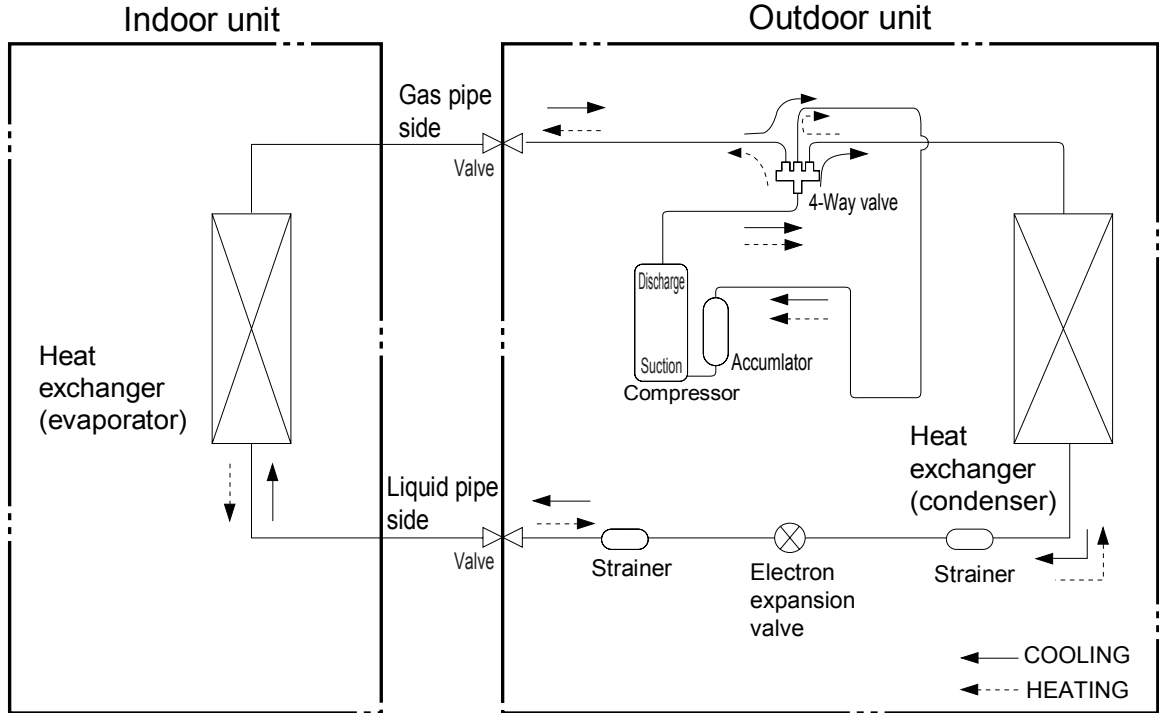 Indoor unit
Outdoor unit
Gas pipe
side
Valve
4-Way valve
Discharge
Suction
Accumlator
Compressor
Heat
exchanger
(evaporator)
Heat
exchanger
(condenser)
Liquid pipe
side
Valve
Strainer
Electron
expansion
valve
Strainer
COOLING
HEATING